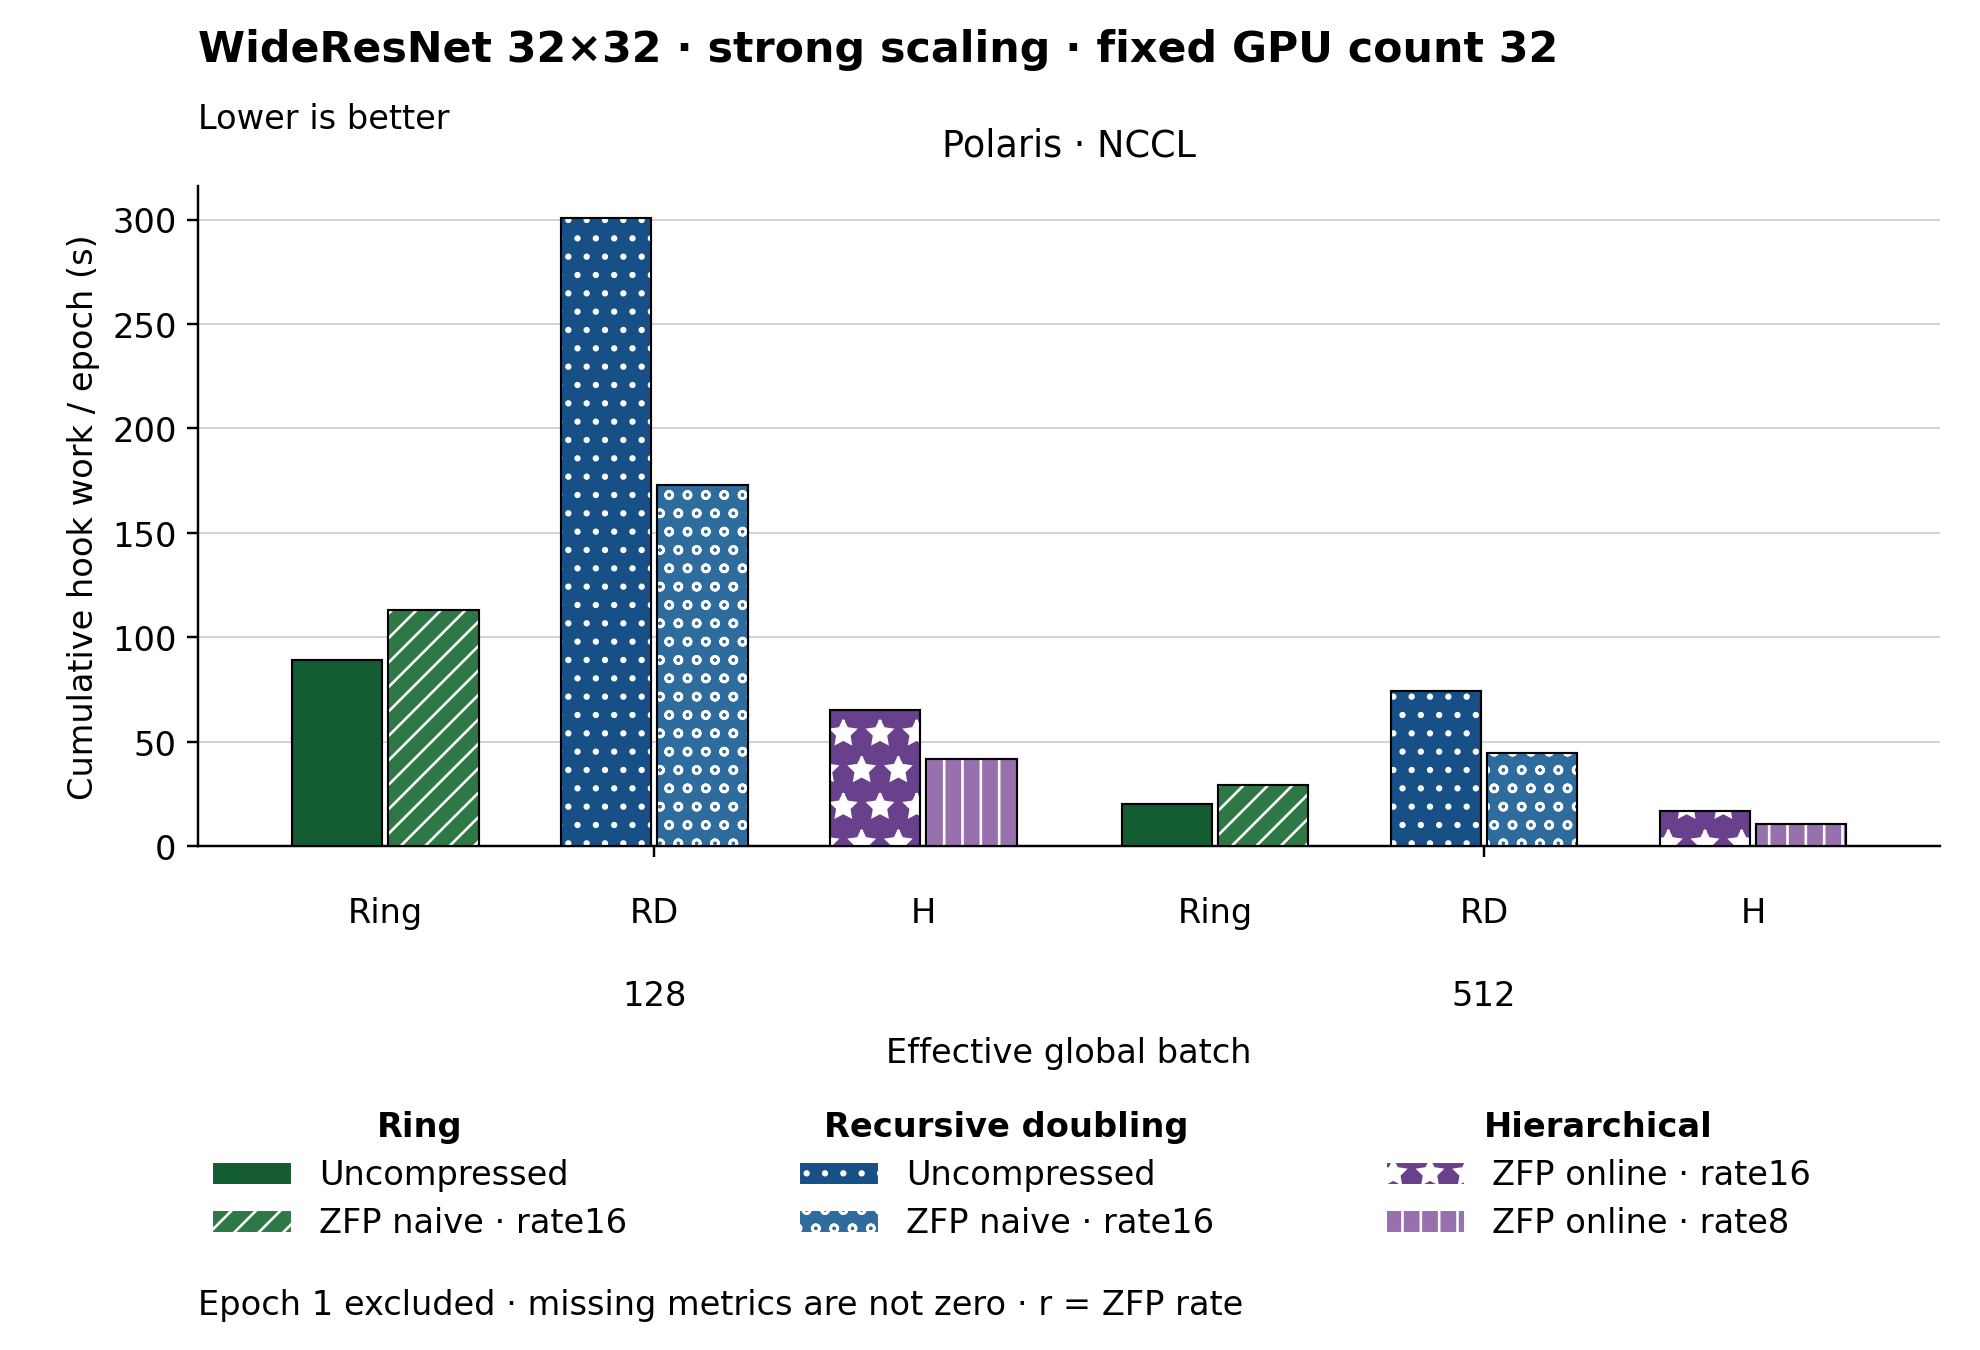 WideResNet 32×32 · strong scaling · fixed GPU count 32
Lower is better
Polaris · NCCL
Cumulative hook work / epoch (s)
300
250
200
150
100
50
0
Ring RD H Ring RD H
128 512
Effective global batch
Ring Recursive doubling Hierarchical
Uncompressed Uncompressed ZFP online · rate16
ZFP naive · rate16 ZFP naive · rate16 ZFP online · rate8
Epoch 1 excluded · missing metrics are not zero · r = ZFP rate